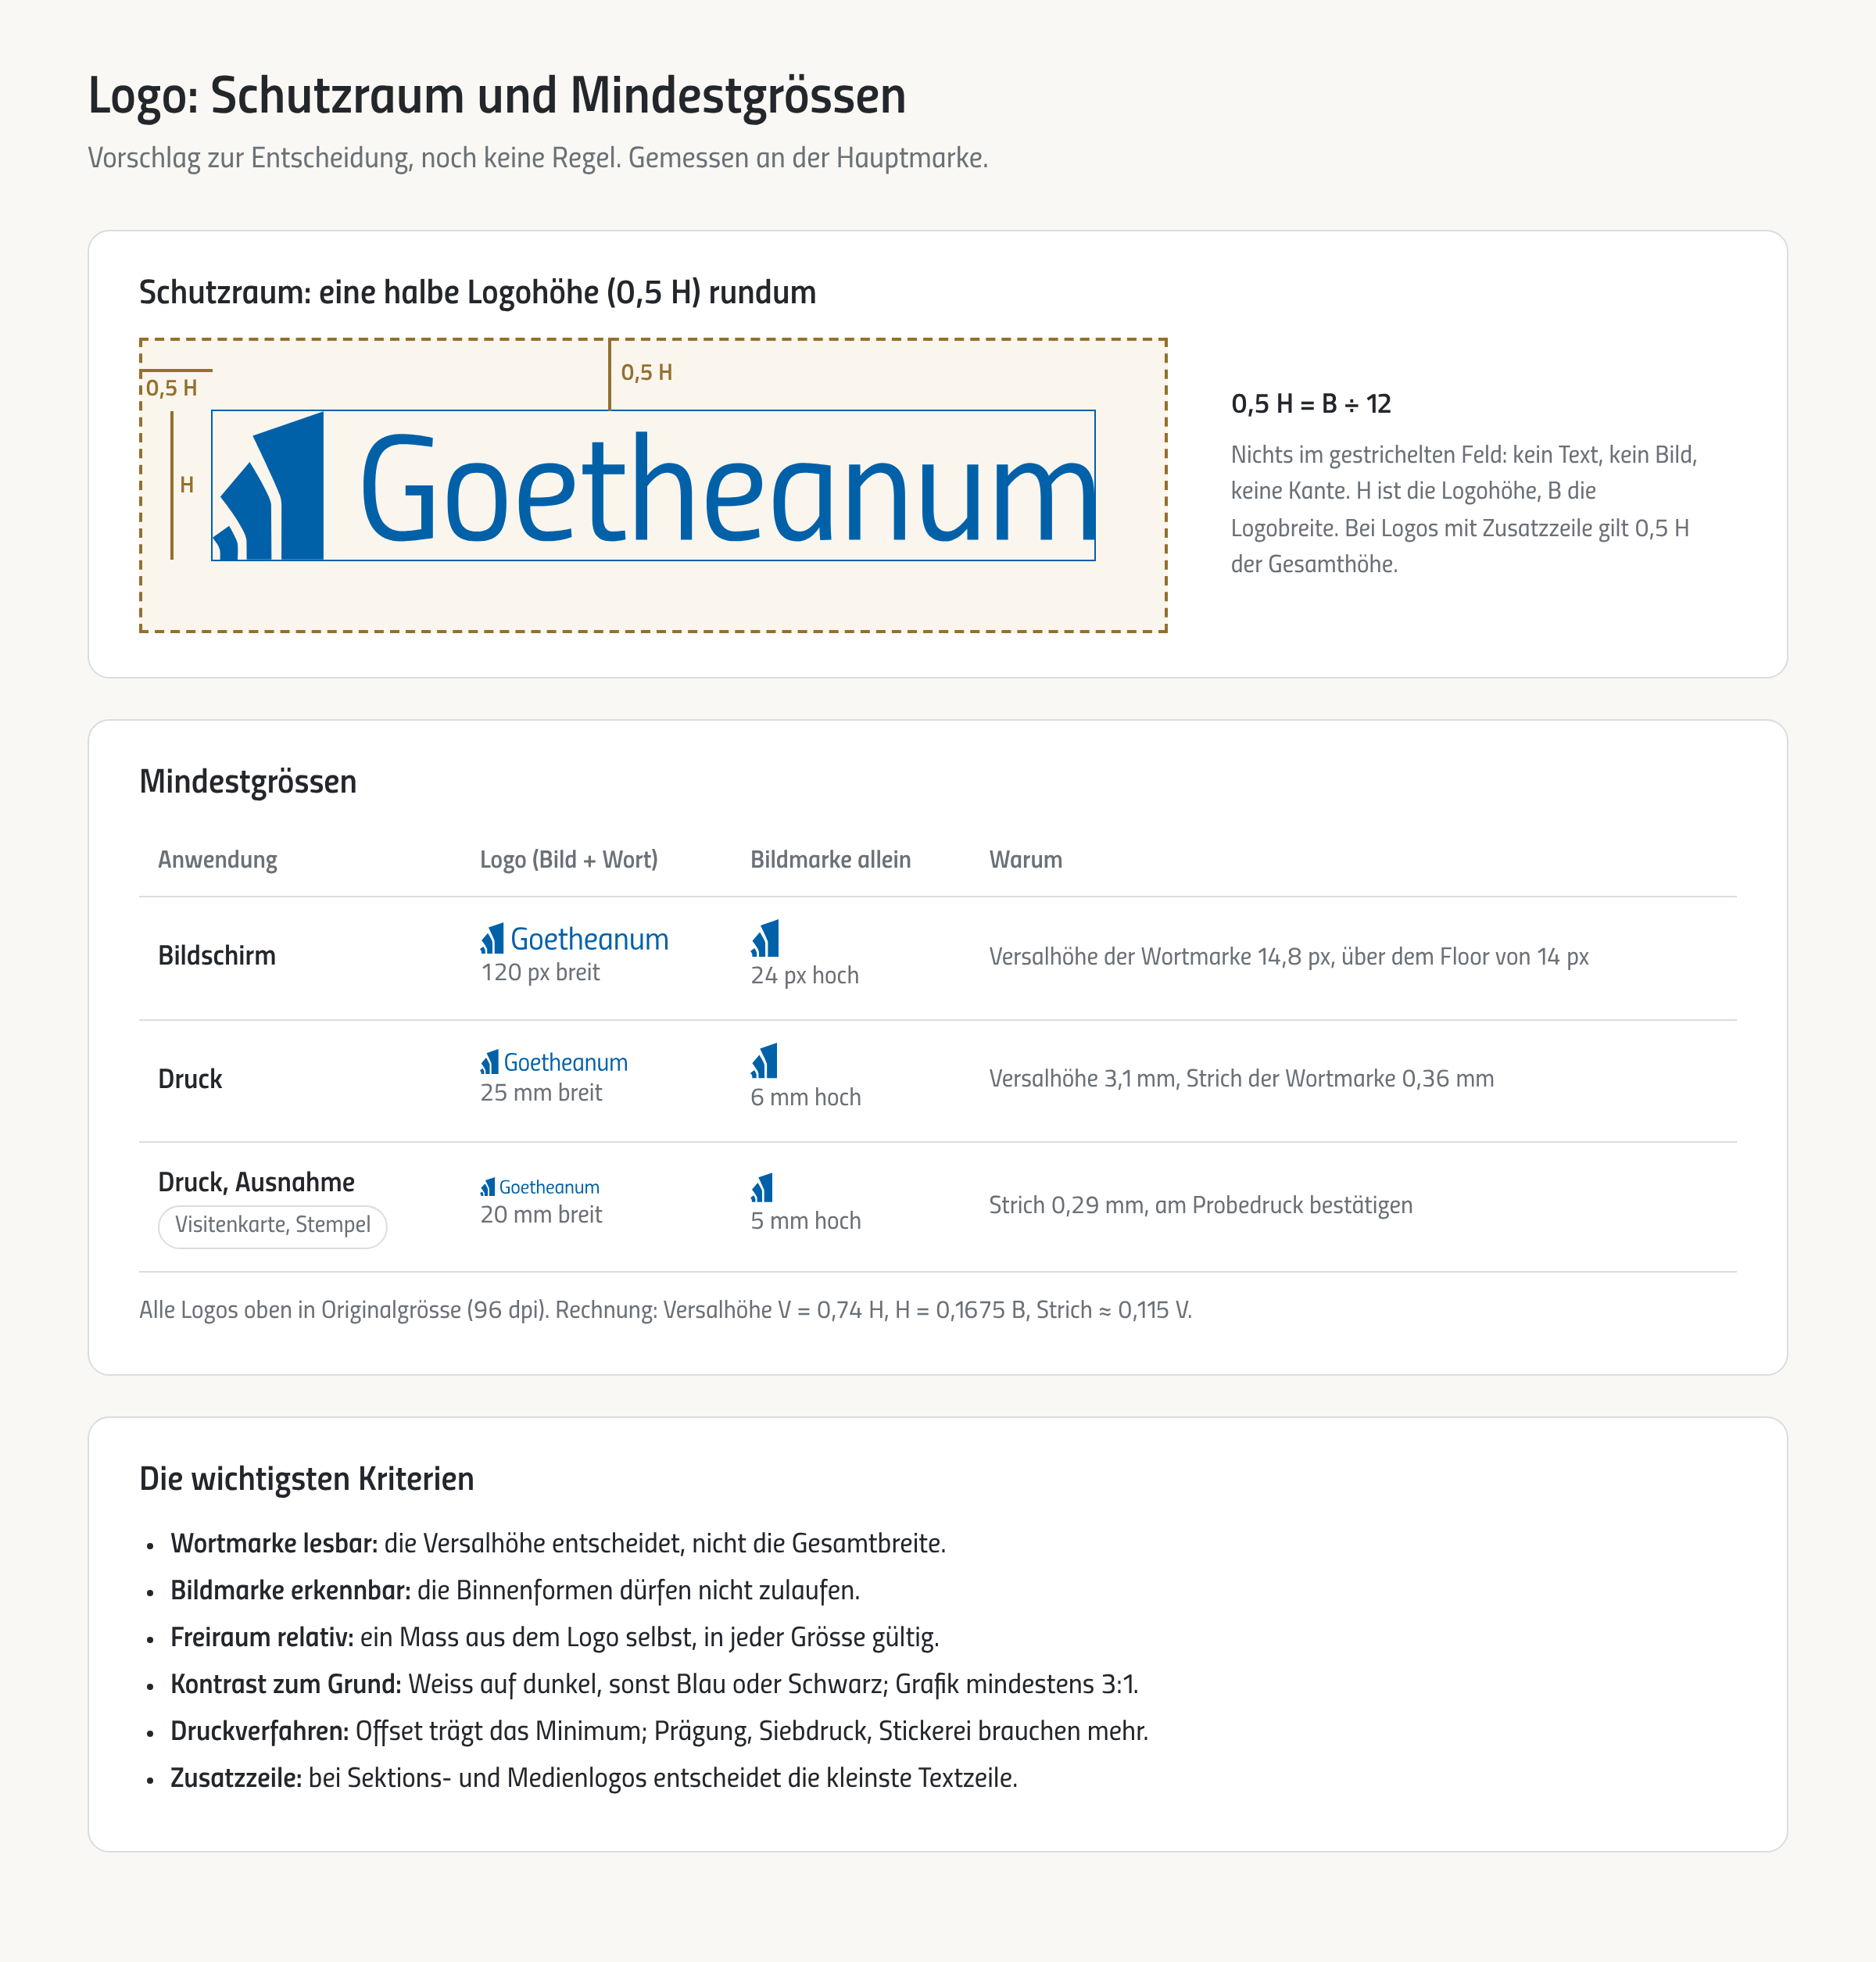 Logo: Schutzraum und Mindestgrössen
Vorschlag zur Entscheidung, noch keine Regel. Gemessen an der Hauptmarke.
Schutzraum: eine halbe Logohöhe (0,5 H) rundum
0,5 H
0,5 H
H
Goetheanum
0,5 H = B ÷ 12
Nichts im gestrichelten Feld: kein Text, kein Bild,
keine Kante. H ist die Logohöhe, B die
Logobreite. Bei Logos mit Zusatzzeile gilt 0,5 H
der Gesamthöhe.
Mindestgrössen
Anwendung Logo (Bild + Wort) Bildmarke allein Warum
Goetheanum
Bildschirm 120 px breit 24 px hoch Versalhöhe der Wortmarke 14,8 px, über dem Floor von 14 px
Goetheanum
Druck 25 mm breit 6 mm hoch Versalhöhe 3,1 mm, Strich der Wortmarke 0,36 mm
Druck, Ausnahme Goetheanum
Visitenkarte, Stempel 20 mm breit 5 mm hoch Strich 0,29 mm, am Probedruck bestätigen
Alle Logos oben in Originalgrösse (96 dpi). Rechnung: Versalhöhe V = 0,74 H, H = 0,1675 B, Strich ≈ 0,115 V.
Die wichtigsten Kriterien
• Wortmarke lesbar: die Versalhöhe entscheidet, nicht die Gesamtbreite.
• Bildmarke erkennbar: die Binnenformen dürfen nicht zulaufen.
• Freiraum relativ: ein Mass aus dem Logo selbst, in jeder Grösse gültig.
• Kontrast zum Grund: Weiss auf dunkel, sonst Blau oder Schwarz; Grafik mindestens 3:1.
• Druckverfahren: Offset trägt das Minimum; Prägung, Siebdruck, Stickerei brauchen mehr.
• Zusatzzeile: bei Sektions- und Medienlogos entscheidet die kleinste Textzeile.